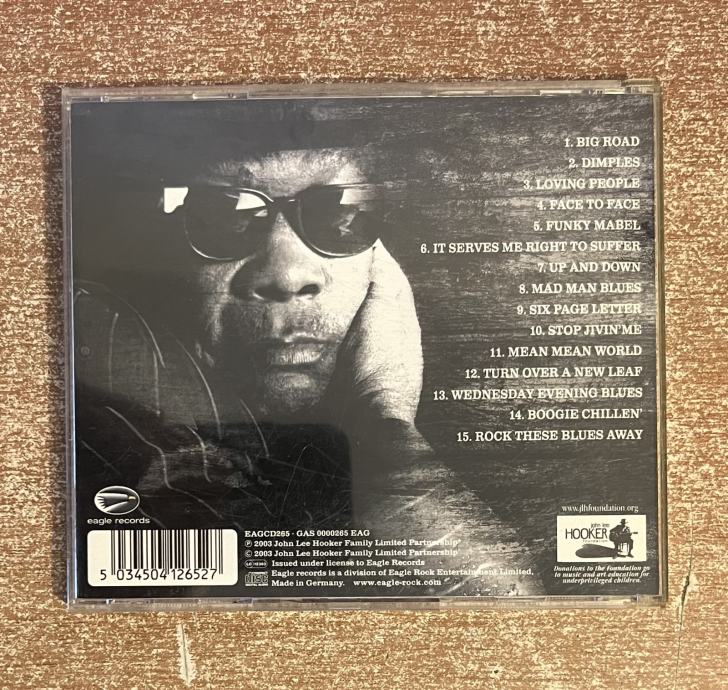 1. BIG ROAD
2. DIMPLES
3. LOVING PEOPLE
4. FACE TO FACE
5. FUNKY MABEL
6. IT SERVES ME RIGHT TO SUFFER
7. UP AND DOWN
8. MAD MAN BLUES
9. SIX PAGE LETTER
10. STOP JIVIN'ME
11. MEAN MEAN WORLD
12. TURN OVER A NEW LEAF
13. WEDNESDAY EVENING BLUES
14. BOOGIE CHILLEN'
15. ROCK THESE BLUES AWAY
eagle records
5 034504 126527
EAGCD265 · GAS 0000265 EAG
℗ 2003 John Lee Hooker Family Limited Partnership
© 2003 John Lee Hooker Family Limited Partnership
Issued under license to Eagle Records
Eagle records is a division of Eagle Rock Entertainment Limited.
Made in Germany. www.eagle-rock.com
www.jlhfoundation.org
john lee
HOOKER
foundation
Donations to the Foundation go
to music and art education for
underprivileged children.